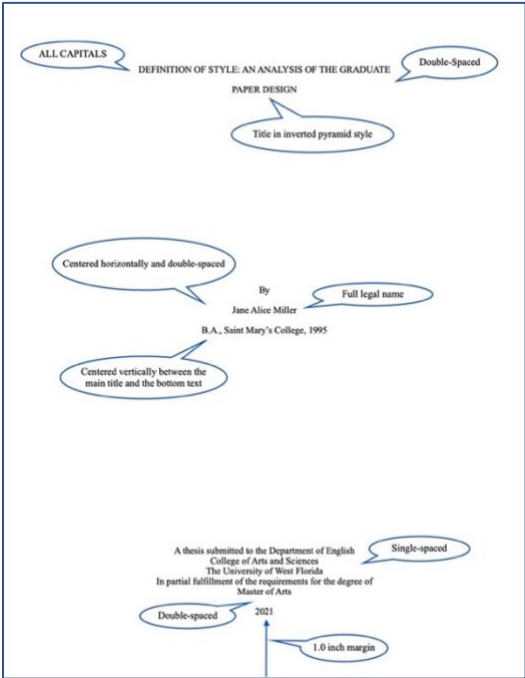 ALL CAPITALS
DEFINITION OF STYLE: AN ANALYSIS OF THE GRADUATE
Double-Spaced
PAPER DESIGN
Title in inverted pyramid style
Centered horizontally and double-spaced
By
Full legal name
Jane Alice Miller
B.A., Saint Mary's College, 1995
Centered vertically between the
main title and the bottom text
A thesis submitted to the Department of English
Single-spaced
College of Arts and Sciences
The University of West Florida
In partial fulfillment of the requirements for the degree of
Master of Arts
Double-spaced
2021
1.0 inch margin